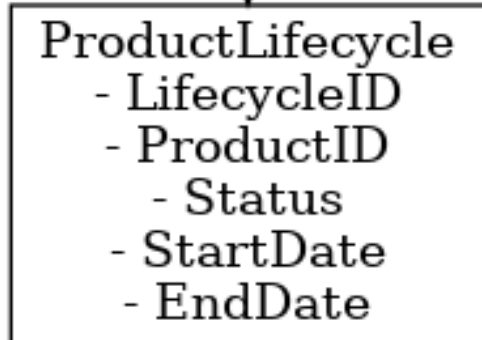 ProductLifecycle
- LifecycleID
- ProductID
- Status
- StartDate
- EndDate